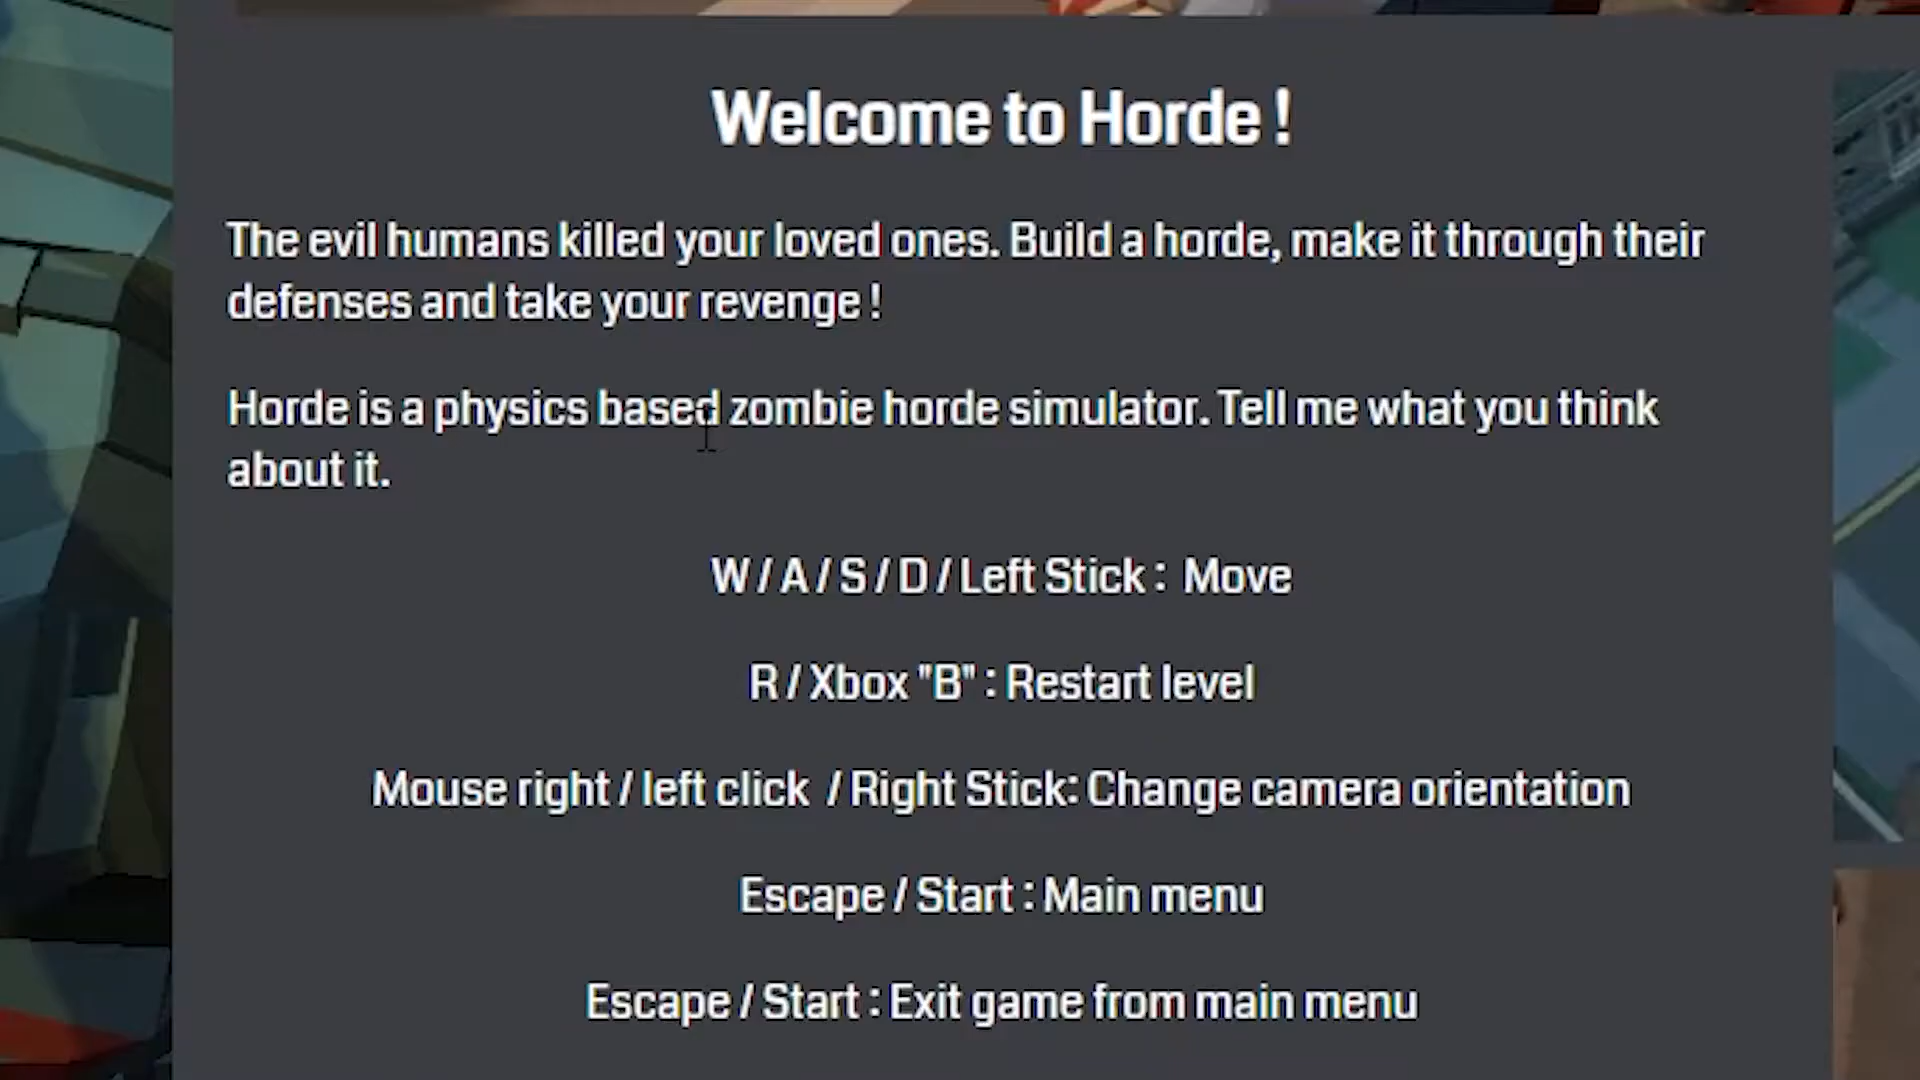 Welcome to Horde !
The evil humans killed your loved ones. Build a horde, make it through their
defenses and take your revenge !
Horde is a physics based zombie horde simulator. Tell me what you think
about it.
W / A / S / D / Left Stick :  Move
R / Xbox "B" : Restart level
Mouse right / left click  / Right Stick: Change camera orientation
Escape / Start : Main menu
Escape / Start : Exit game from main menu